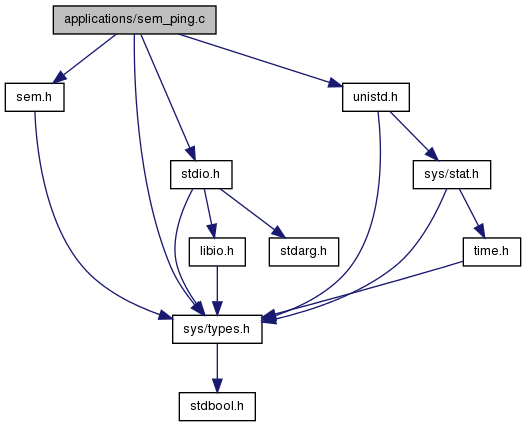 applications/sem_ping.c
sem.h
unistd.h
stdio.h
sys/stat.h
libio.h
stdarg.h
time.h
sys/types.h
stdbool.h